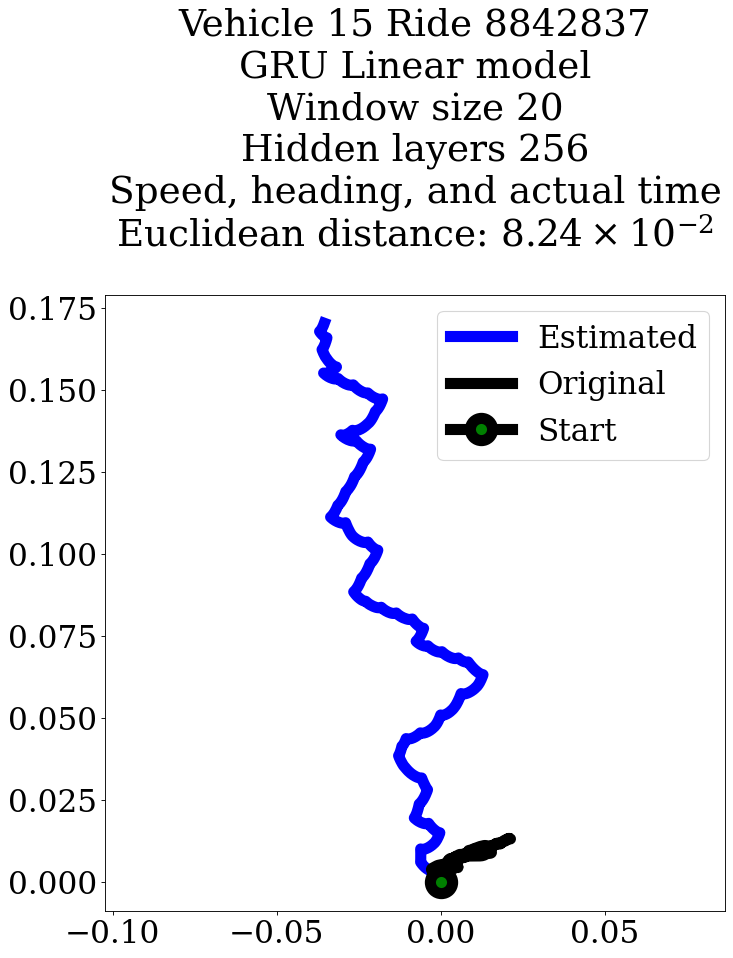 Vehicle 15 Ride 8842837
GRU Linear model
Window size 20
Hidden layers 256
Speed, heading, and actual time
Euclidean distance: 8.24 × 10⁻²
0.175
0.150
0.125
0.100
0.075
0.050
0.025
0.000
Estimated
Original
Start
−0.10 −0.05 0.00 0.05